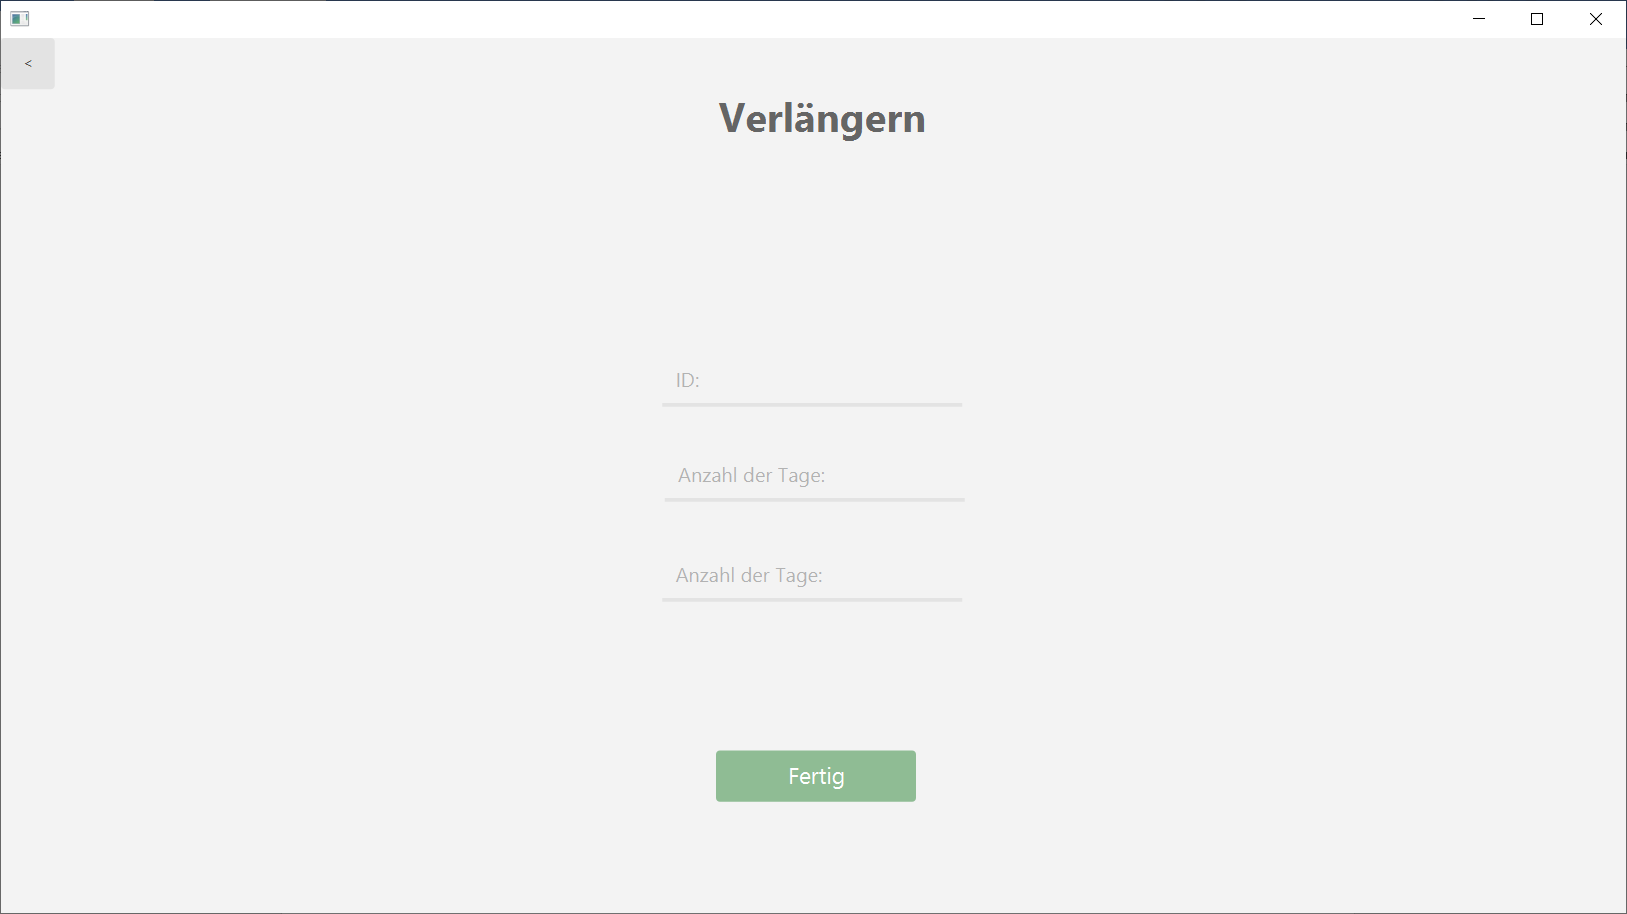 <
Verlängern
ID:
Anzahl der Tage:
Anzahl der Tage:
Fertig